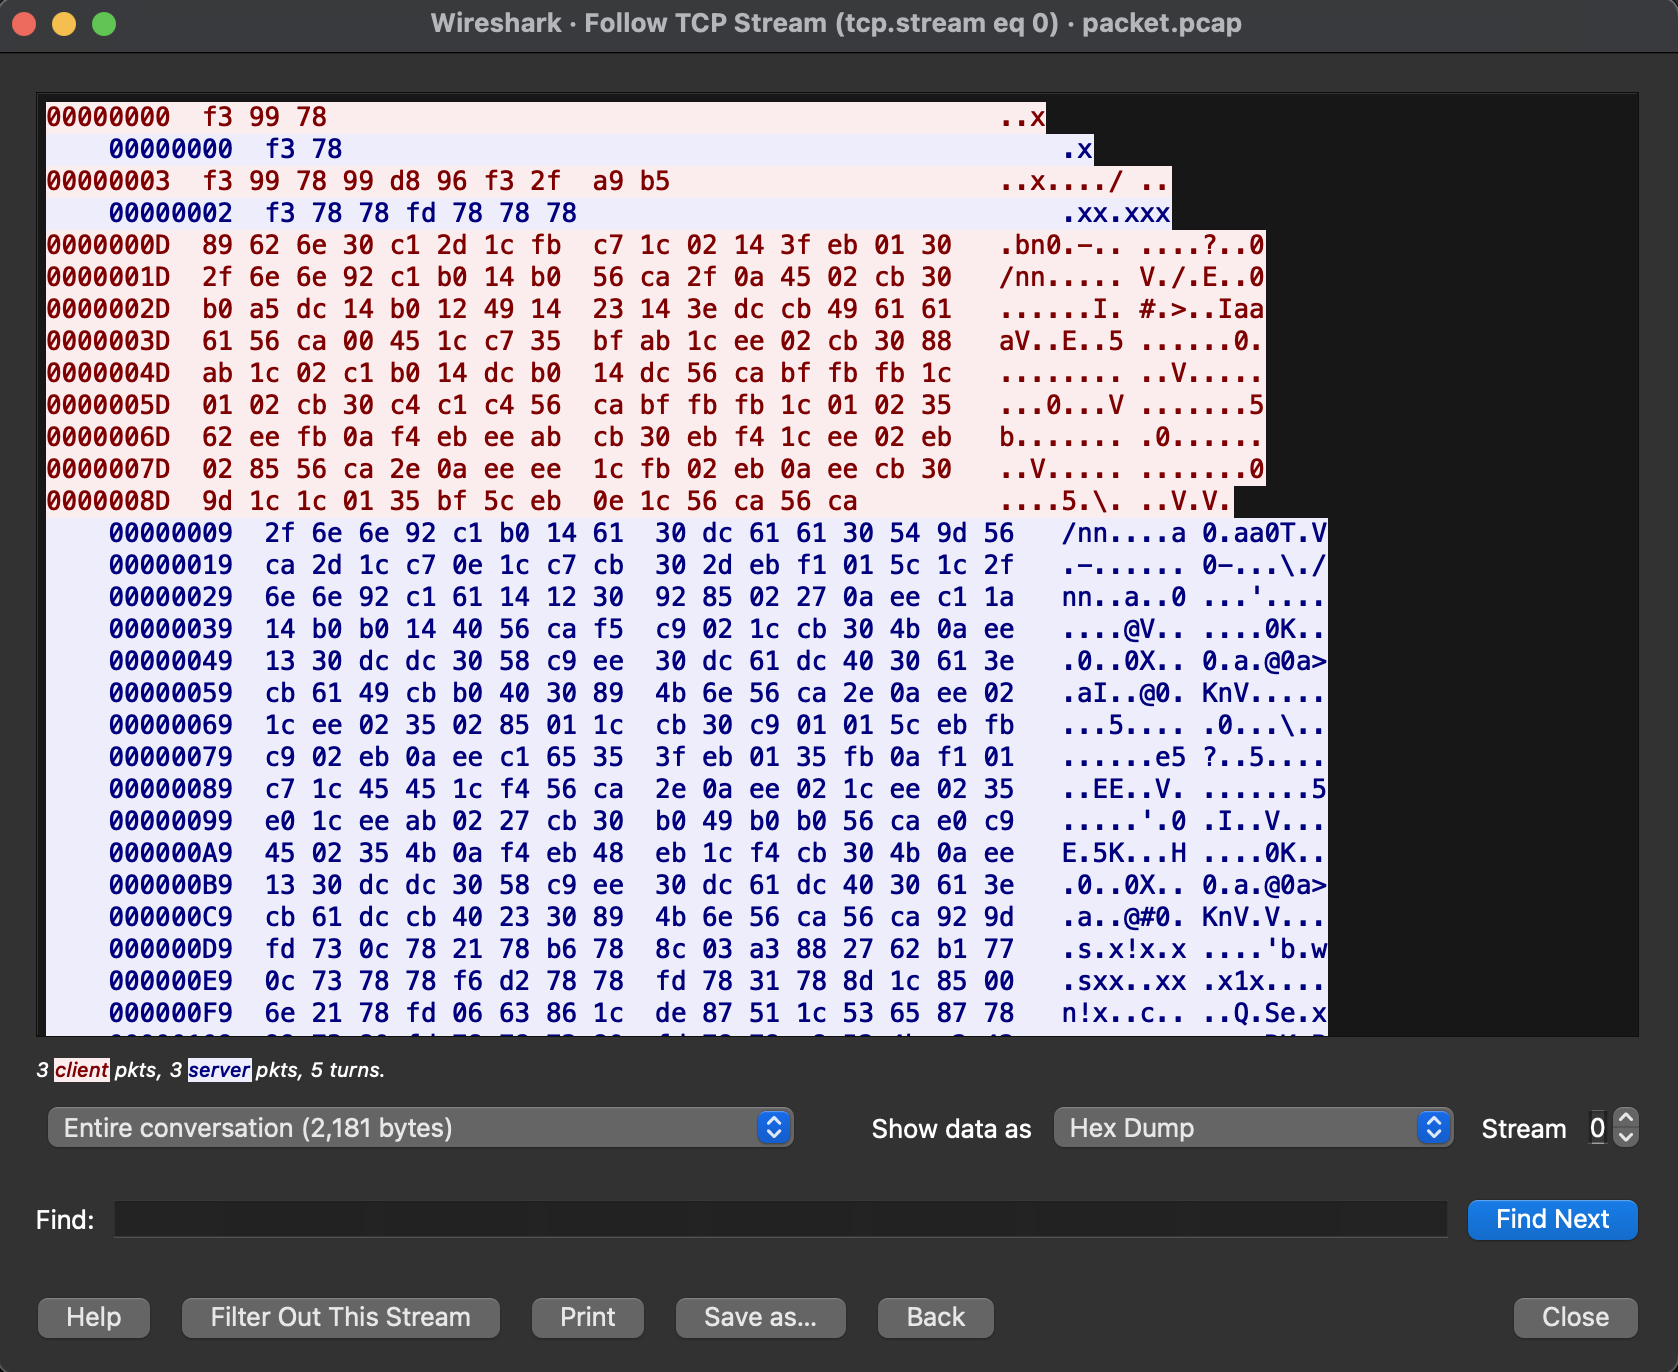 Wireshark · Follow TCP Stream (tcp.stream eq 0) · packet.pcap
00000000  f3 99 78                                           ..x
00000000  f3 78                                              .x
00000003  f3 99 78 99 d8 96 f3 2f  a9 b5                     ..x..../ ..
00000002  f3 78 78 fd 78 78 78                               .xx.xxx
0000000D  89 62 6e 30 c1 2d 1c fb  c7 1c 02 14 3f eb 01 30   .bn0.-.. ....?..0
0000001D  2f 6e 6e 92 c1 b0 14 b0  56 ca 2f 0a 45 02 cb 30   /nn..... V./.E..0
0000002D  b0 a5 dc 14 b0 12 49 14  23 14 3e dc cb 49 61 61   ......I. #.>..Iaa
0000003D  61 56 ca 00 45 1c c7 35  bf ab 1c ee 02 cb 30 88   aV..E..5 ......0.
0000004D  ab 1c 02 c1 b0 14 dc b0  14 dc 56 ca bf fb fb 1c   ........ ..V.....
0000005D  01 02 cb 30 c4 c1 c4 56  ca bf fb fb 1c 01 02 35   ...0...V .......5
0000006D  62 ee fb 0a f4 eb ee ab  cb 30 eb f4 1c ee 02 eb   b....... .0......
0000007D  02 85 56 ca 2e 0a ee ee  1c fb 02 eb 0a ee cb 30   ..V..... .......0
0000008D  9d 1c 1c 01 35 bf 5c eb  0e 1c 56 ca 56 ca         ....5.\. ..V.V.
00000009  2f 6e 6e 92 c1 b0 14 61  30 dc 61 61 30 54 9d 56   /nn....a 0.aa0T.V
00000019  ca 2d 1c c7 0e 1c c7 cb  30 2d eb f1 01 5c 1c 2f   .-...... 0-...\./
00000029  6e 6e 92 c1 61 14 12 30  92 85 02 27 0a ee c1 1a   nn..a..0 ...'....
00000039  14 b0 b0 14 40 56 ca f5  c9 02 1c cb 30 4b 0a ee   ....@V.. ....0K..
00000049  13 30 dc dc 30 58 c9 ee  30 dc 61 dc 40 30 61 3e   .0..0X.. 0.a.@0a>
00000059  cb 61 49 cb b0 40 30 89  4b 6e 56 ca 2e 0a ee 02   .aI..@0. KnV.....
00000069  1c ee 02 35 02 85 01 1c  cb 30 c9 01 01 5c eb fb   ...5.... .0...\..
00000079  c9 02 eb 0a ee c1 65 35  3f eb 01 35 fb 0a f1 01   ......e5 ?..5....
00000089  c7 1c 45 45 1c f4 56 ca  2e 0a ee 02 1c ee 02 35   ..EE..V. .......5
00000099  e0 1c ee ab 02 27 cb 30  b0 49 b0 b0 56 ca e0 c9   .....'.0 .I..V...
000000A9  45 02 35 4b 0a f4 eb 48  eb 1c f4 cb 30 4b 0a ee   E.5K...H ....0K..
000000B9  13 30 dc dc 30 58 c9 ee  30 dc 61 dc 40 30 61 3e   .0..0X.. 0.a.@0a>
000000C9  cb 61 dc cb 40 23 30 89  4b 6e 56 ca 56 ca 92 9d   .a..@#0. KnV.V...
000000D9  fd 73 0c 78 21 78 b6 78  8c 03 a3 88 27 62 b1 77   .s.x!x.x ....'b.w
000000E9  0c 73 78 78 f6 d2 78 78  fd 78 31 78 8d 1c 85 00   .sxx..xx .x1x....
000000F9  6e 21 78 fd 06 63 86 1c  de 87 51 1c 53 65 87 78   n!x..c.. ..Q.Se.x
3 client pkts, 3 server pkts, 5 turns.
Entire conversation (2,181 bytes) Show data as Hex Dump Stream 0
Find: Find Next
Help Filter Out This Stream Print Save as... Back Close